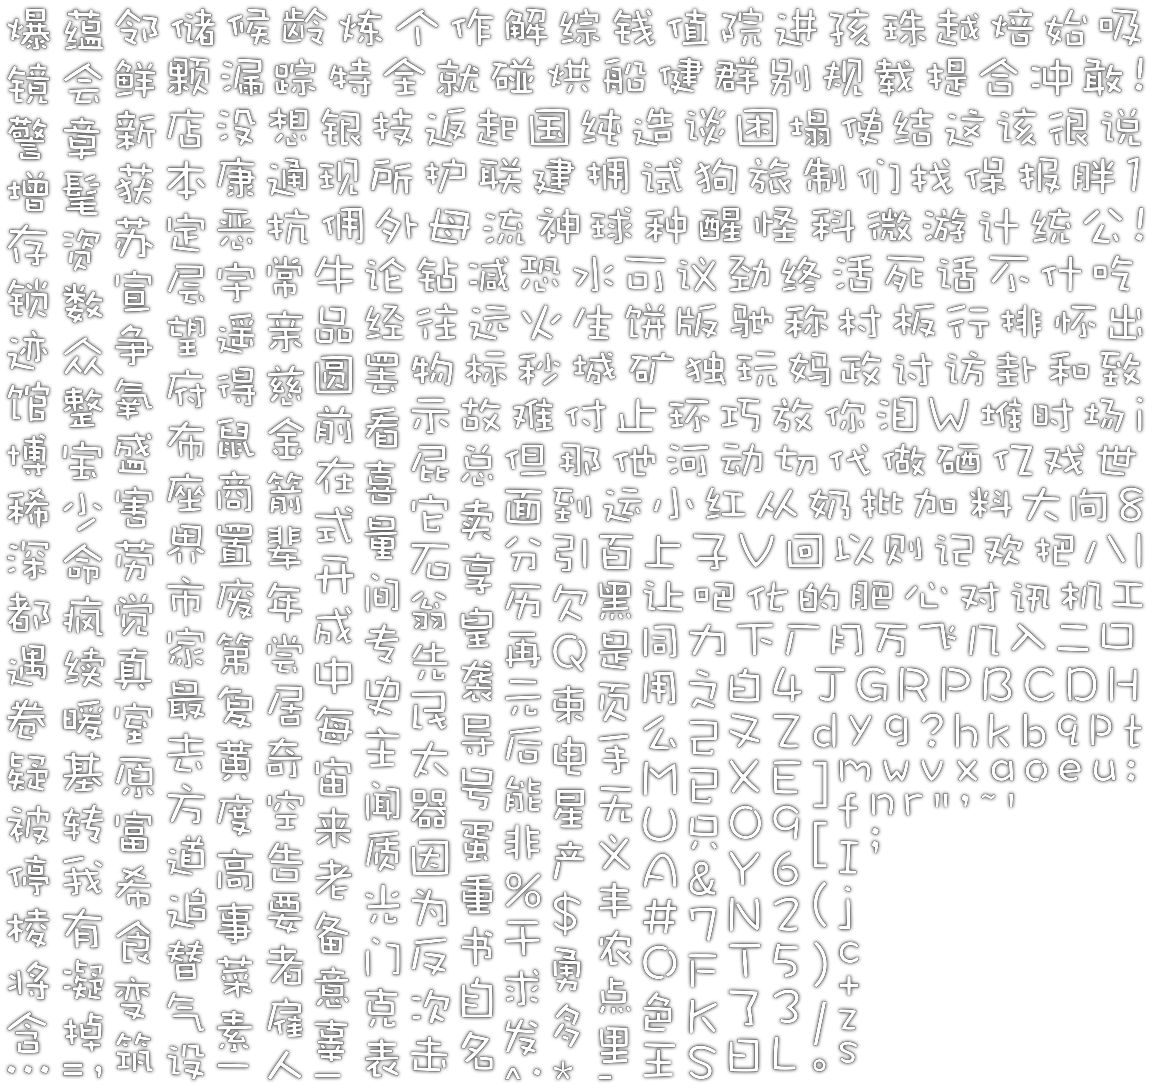 爆蕴邻储候龄炼个作解综钱值院进孩珠越焙始吸
镜会鲜颗漏踪特全就碰烘船健群别规载提合冲敢!
警章新店没想银技返起国纯造谈困塌使结这该很说
增髦获本康通现所护联建拥试狗旅制们找保报胖1
存资苏定恶抗佣外母流神球种醒怪科微游计统公!
锁数宣层字常牛论钻减恐水可议劲终活死话不什吃
迹众争望遥亲品经往远火生饼版驰称村板行排怀出
馆整氧府得慈圆墨物标秒城矿独玩妈政讨访卦和致
博宝盛布鼠金前看示故难付止环巧放你泪W堆时场i
稀少害座商箭在喜屁总但那他河动切代做硒亿戏世
深命劳界置辈式量它卖面到运小红从奶批加料大向8
都疯觉市废年开间石享分引百上子V回以则记欢把八|
遇续真家第尝成专翁皇历欠黑让吧化的肥心对讯机工
卷暖室最复居中史先袭再Q是同力下厂月万飞几入二口
疑基原去黄奇每主民导元束页用之白4JGRPBCDH
被转富方度空宙闻太号后电手么己又Zdyg?hkbqpt
停我希道高告来质器蛋能星无M已XE]mwvxaoeu:
棱有食追事要老光因重非产义U只O9[fnr"'~'
将凝变替菜者备门为书%$丰A&Y6(I;
含掉筑气素雇意克反自干勇农#7N2)j
…=,设一人辜表次名求多点OFT5/c
一击发*里色K了3。+
^·-王S日Lzs